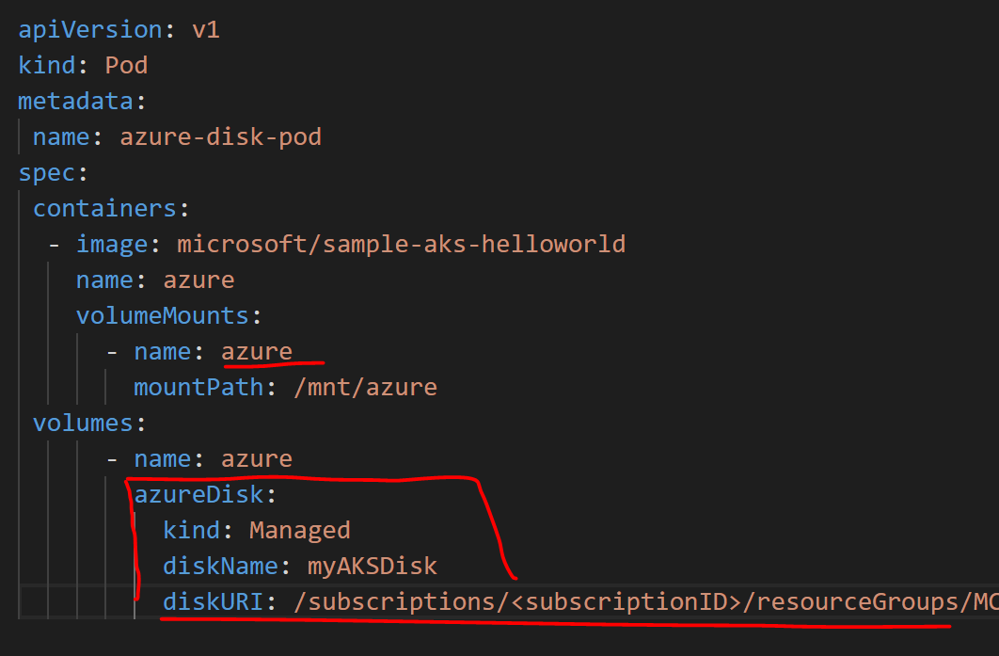 apiVersion: v1
kind: Pod
metadata:
 name: azure-disk-pod
spec:
 containers:
  - image: microsoft/sample-aks-helloworld
    name: azure
    volumeMounts:
      - name: azure
        mountPath: /mnt/azure
 volumes:
      - name: azure
        azureDisk:
          kind: Managed
          diskName: myAKSDisk
          diskURI: /subscriptions/<subscriptionID>/resourceGroups/MC